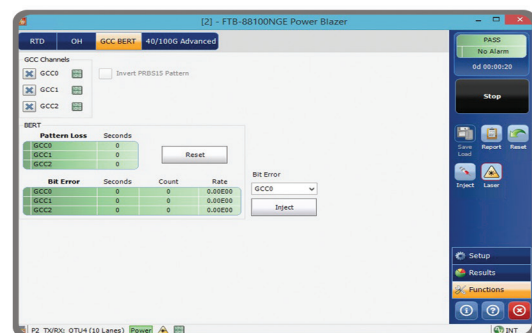 [2] - FTB-88100NGE Power Blazer
RTD OH GCC BERT 40/100G Advanced
GCC Channels
GCC0
GCC1
GCC2
Invert PRBS15 Pattern
BERT
Pattern Loss Seconds
GCC0 0
GCC1 0
GCC2 0
Reset
Bit Error Seconds Count Rate
GCC0 0 0 0.00E00
GCC1 0 0 0.00E00
GCC2 0 0 0.00E00
Bit Error
GCC0
Inject
PASS
No Alarm
0d 00:00:20
Stop
Save Load
Report
Reset
Inject
Laser
Setup
Results
Functions
P2 TX/RX: OTU4 (10 Lanes) Power
INT